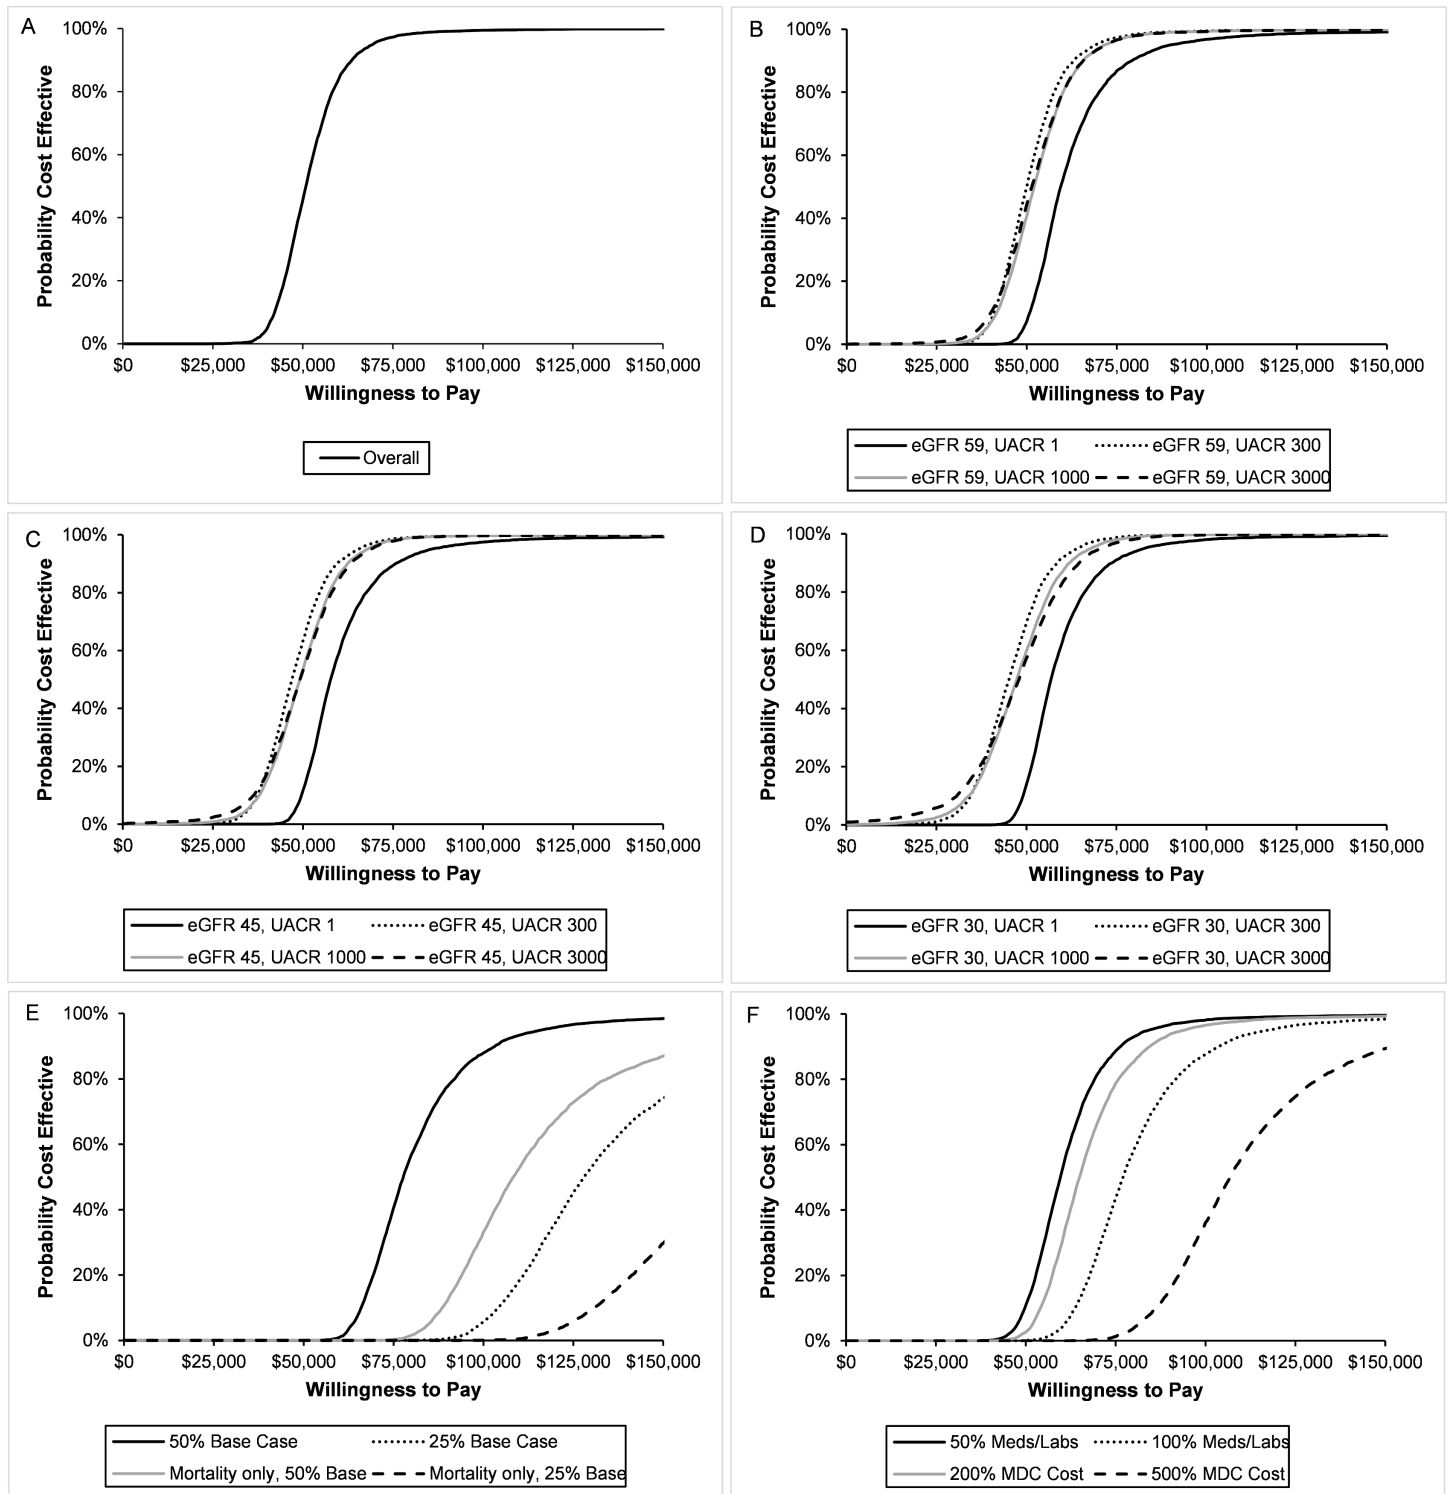 A
100%
80%
60%
40%
20%
0%
Probability Cost Effective
$0 $25,000 $50,000 $75,000 $100,000 $125,000 $150,000
Willingness to Pay
Overall
B
100%
80%
60%
40%
20%
0%
Probability Cost Effective
$0 $25,000 $50,000 $75,000 $100,000 $125,000 $150,000
Willingness to Pay
eGFR 59, UACR 1 eGFR 59, UACR 300
eGFR 59, UACR 1000 eGFR 59, UACR 3000
C
100%
80%
60%
40%
20%
0%
Probability Cost Effective
$0 $25,000 $50,000 $75,000 $100,000 $125,000 $150,000
Willingness to Pay
eGFR 45, UACR 1 eGFR 45, UACR 300
eGFR 45, UACR 1000 eGFR 45, UACR 3000
D
100%
80%
60%
40%
20%
0%
Probability Cost Effective
$0 $25,000 $50,000 $75,000 $100,000 $125,000 $150,000
Willingness to Pay
eGFR 30, UACR 1 eGFR 30, UACR 300
eGFR 30, UACR 1000 eGFR 30, UACR 3000
E
100%
80%
60%
40%
20%
0%
Probability Cost Effective
$0 $25,000 $50,000 $75,000 $100,000 $125,000 $150,000
Willingness to Pay
50% Base Case 25% Base Case
Mortality only, 50% Base Mortality only, 25% Base
F
100%
80%
60%
40%
20%
0%
Probability Cost Effective
$0 $25,000 $50,000 $75,000 $100,000 $125,000 $150,000
Willingness to Pay
50% Meds/Labs 100% Meds/Labs
200% MDC Cost 500% MDC Cost